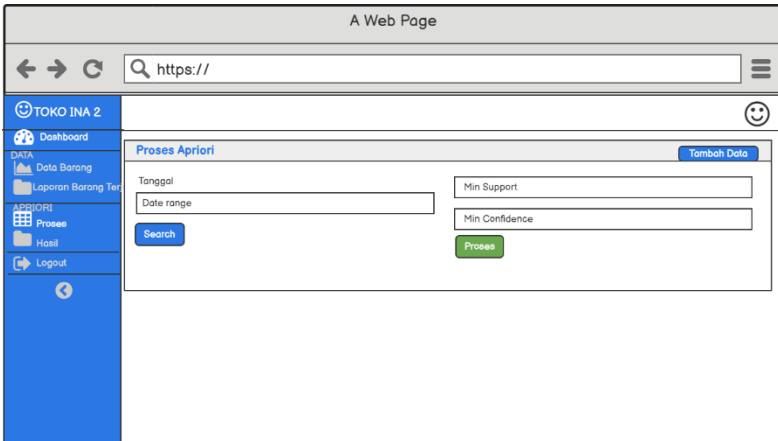 A Web Page
https://
TOKO INA 2
Dashboard
DATA
Data Barang
Laporan Barang Ter
APRIORI
Proses
Hasil
Logout
Proses Apriori
Tambah Data
Tanggal
Date range
Search
Min Support
Min Confidence
Proses